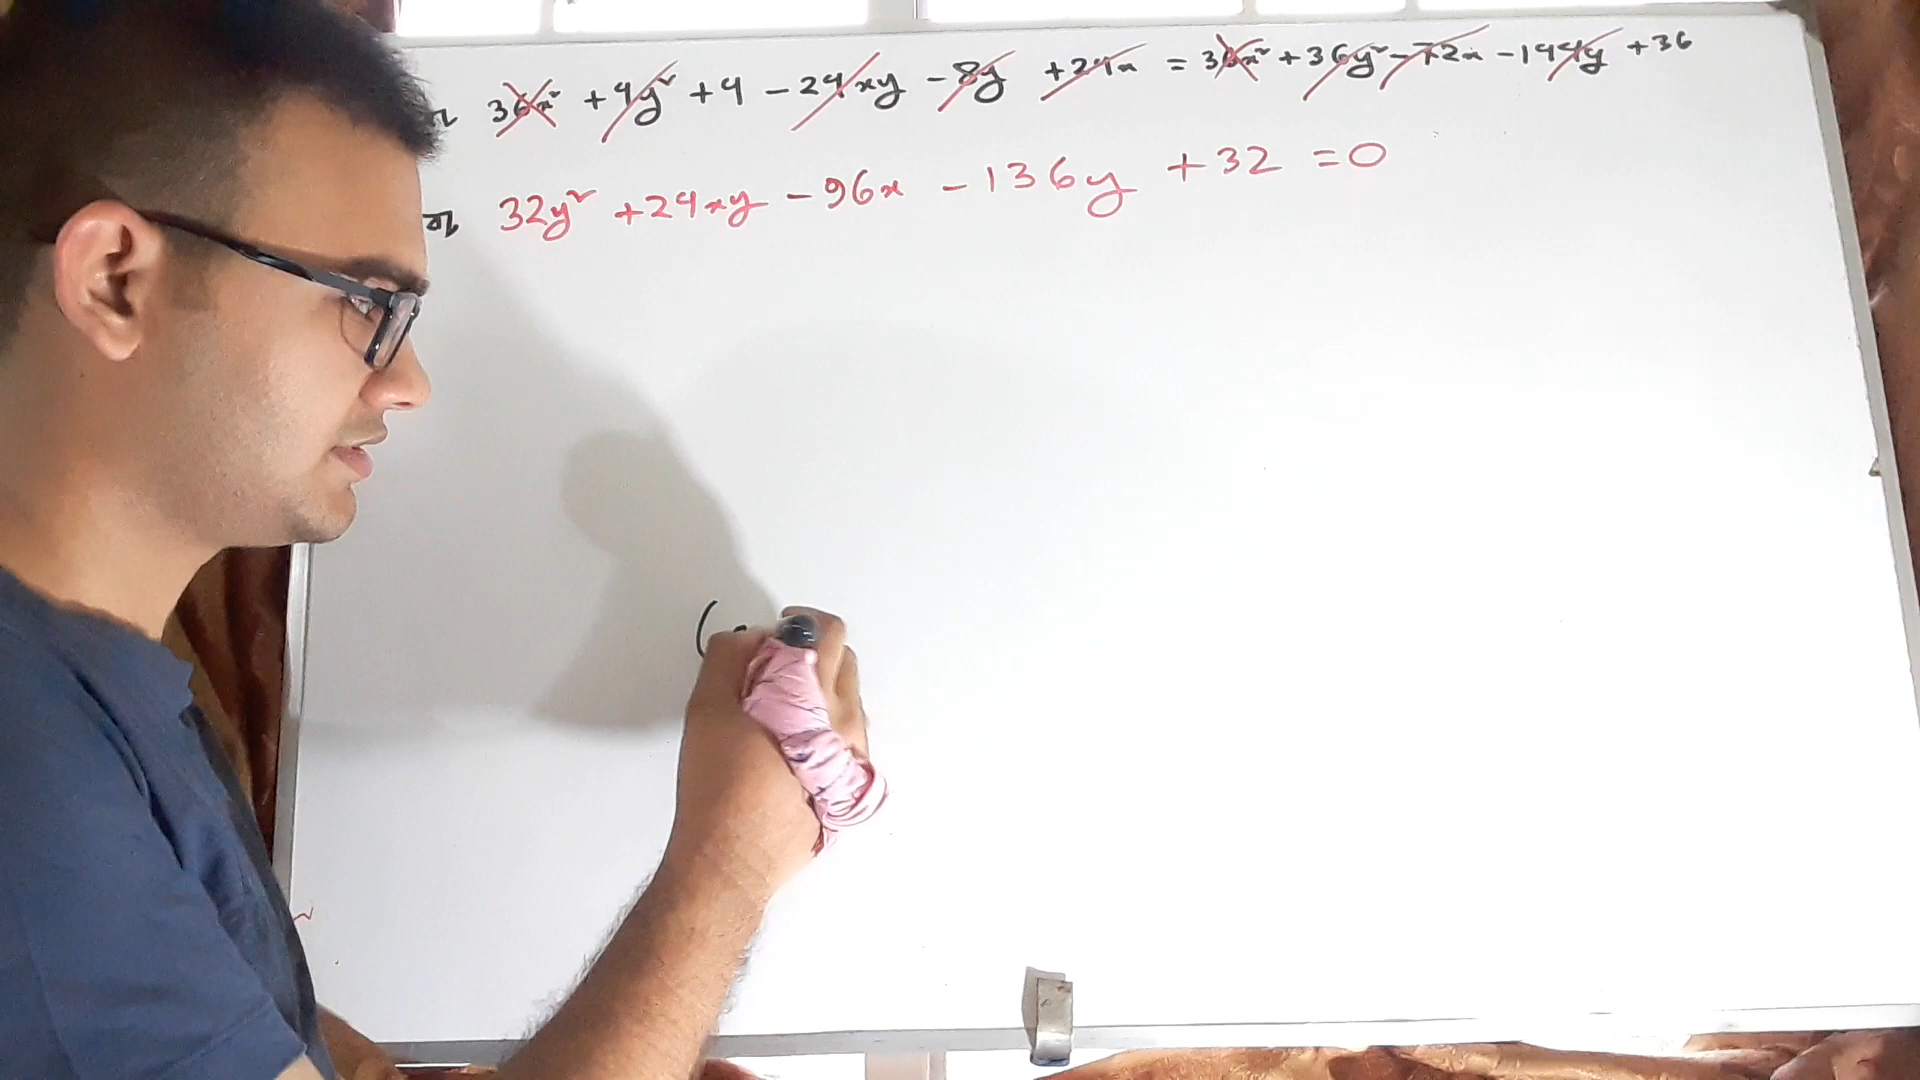 বা 36x² + 4y² + 4 - 24xy - 8y + 24x = 36x² + 36y² - 72x - 144y + 36
বা 32y² + 24xy - 96x - 136y + 32 = 0
(